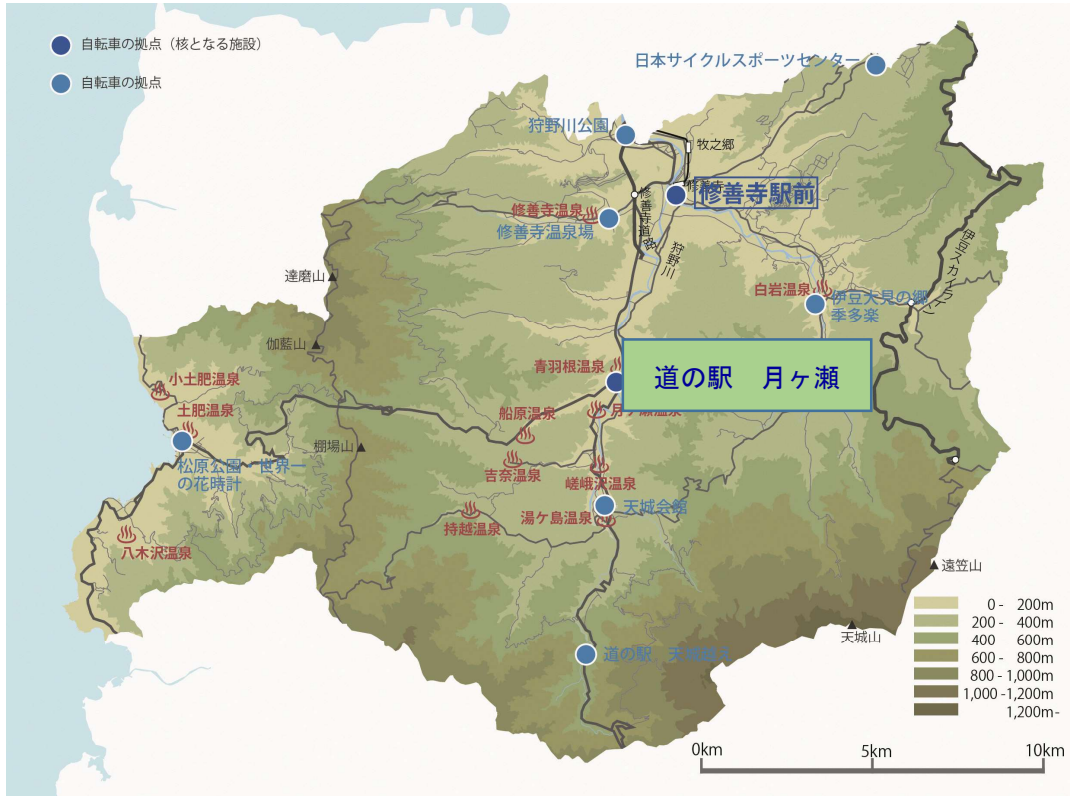 自転車の拠点（核となる施設）
自転車の拠点
日本サイクルスポーツセンター
狩野川公園
牧之郷
修善寺
修善寺駅前
修善寺温泉
修善寺温泉場
修善寺道路
狩野川
伊豆スカイライン
達磨山
白岩温泉
伊豆大見の郷
季多楽
伽藍山
青羽根温泉
道の駅　月ヶ瀬
小土肥温泉
土肥温泉
船原温泉
月ヶ瀬温泉
棚場山
松原公園・世界一
の花時計
吉奈温泉
嵯峨沢温泉
天城会館
湯ケ島温泉
持越温泉
八木沢温泉
遠笠山
天城山
道の駅　天城越え
0 - 200m
200 - 400m
400 600m
600 - 800m
800 - 1,000m
1,000 -1,200m
1,200m-
0km 5km 10km